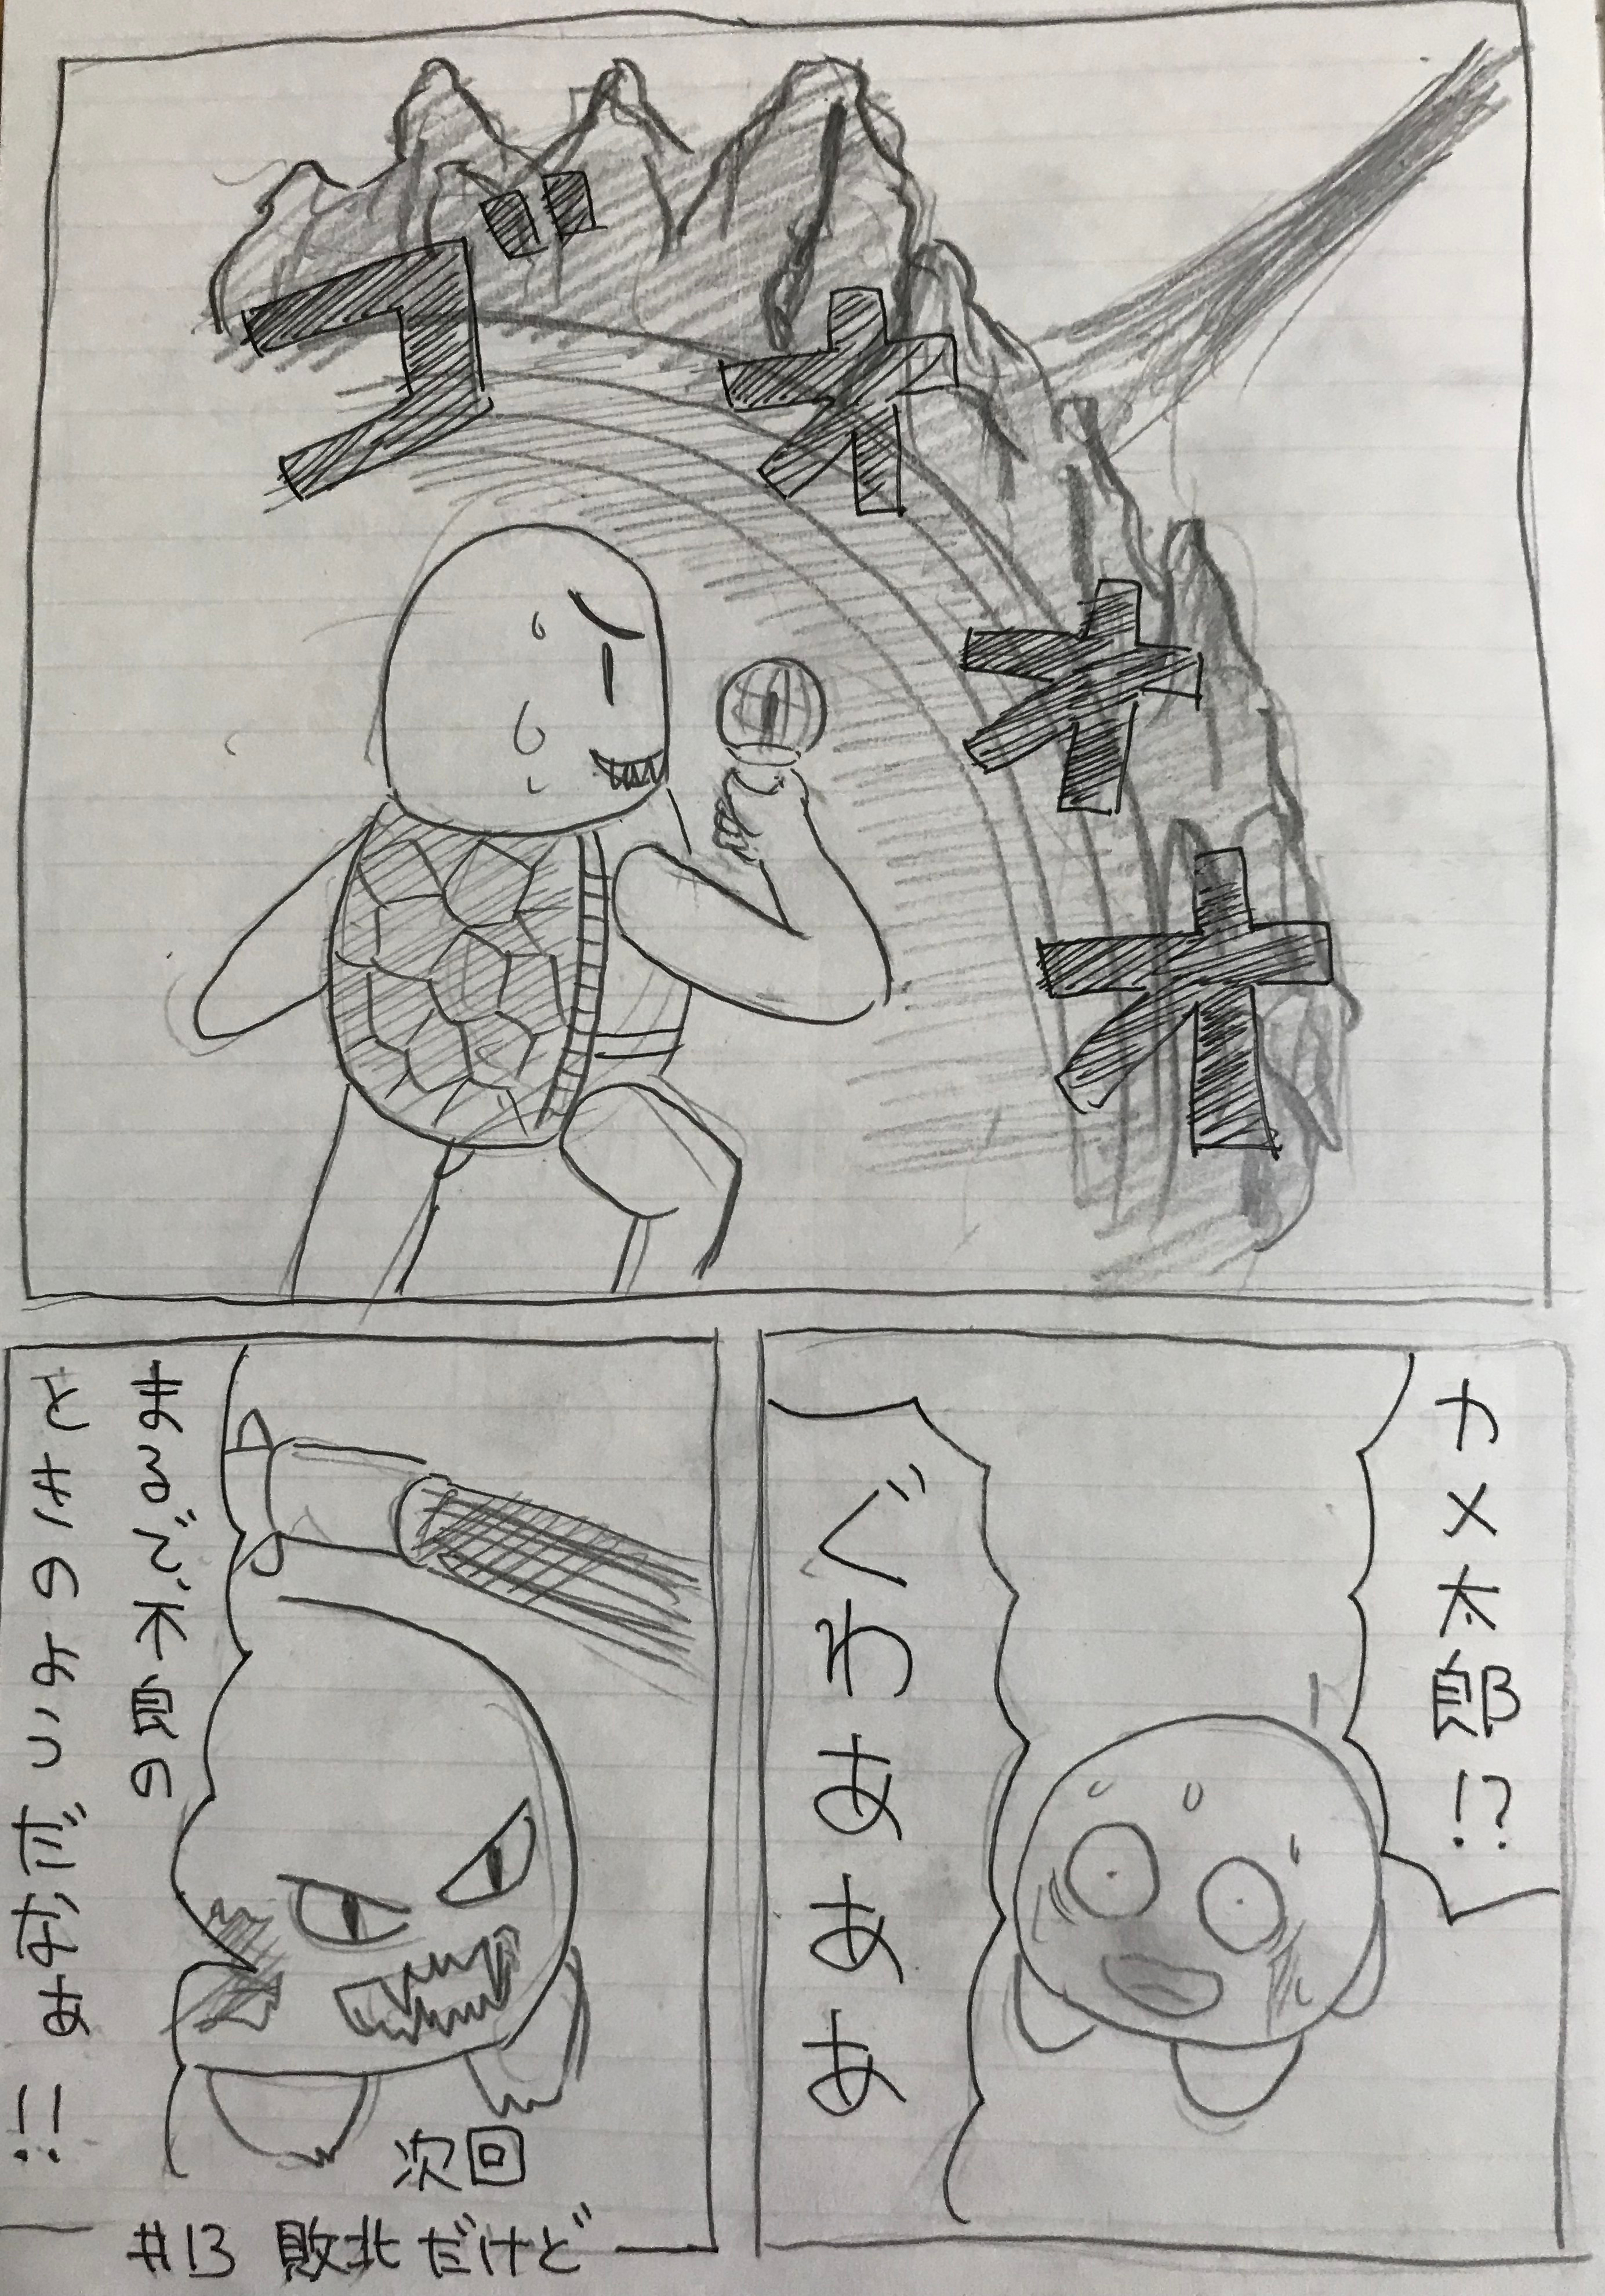 ゴオオオ
カメ太郎!?
ぐわあああ
まるで不良の
ときのようだなあ!!
次回
#13 敗北だけど